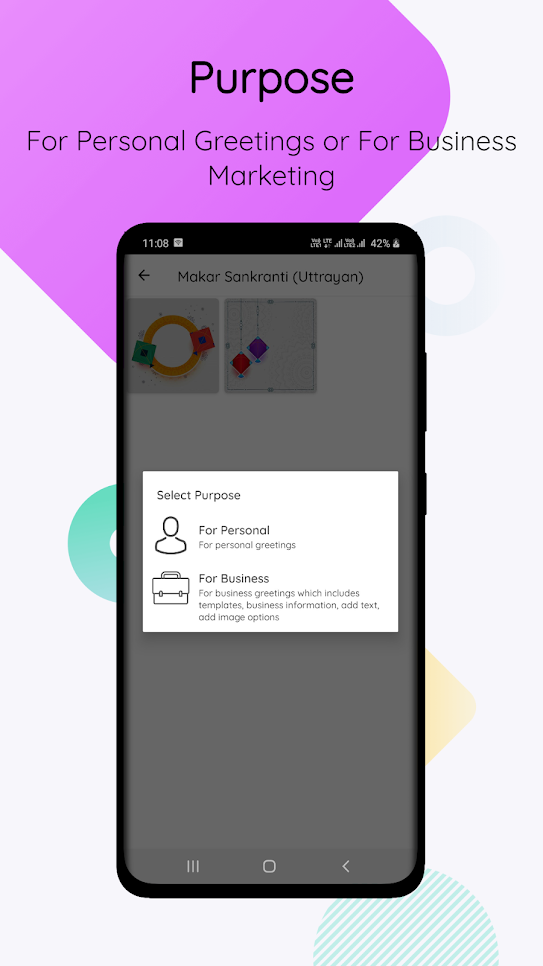 Purpose
For Personal Greetings or For Business
Marketing
11:08
42%
Makar Sankranti (Uttrayan)
Select Purpose
For Personal
For personal greetings
For Business
For business greetings which includes
templates, business information, add text,
add image options